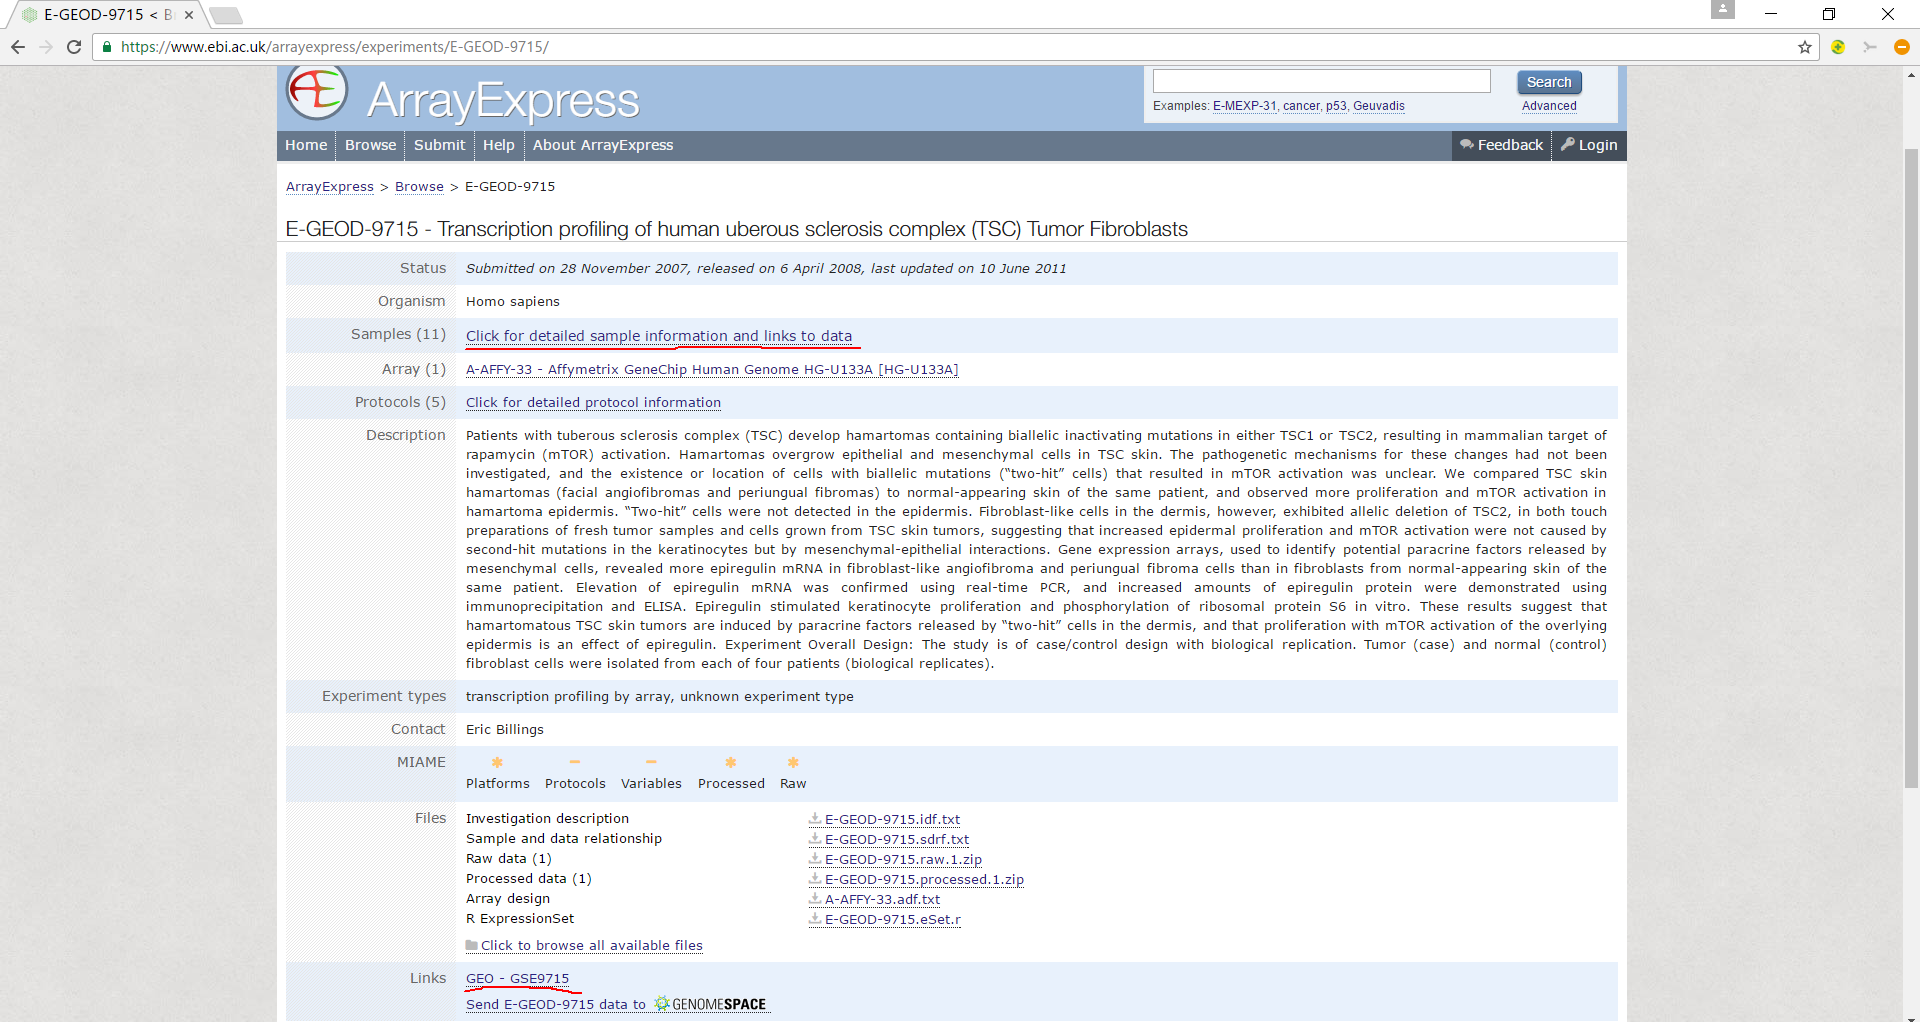 E-GEOD-9715 < B
https://www.ebi.ac.uk/arrayexpress/experiments/E-GEOD-9715/
ArrayExpress
Search
Examples: E-MEXP-31, cancer, p53, Geuvadis
Advanced
Home Browse Submit Help About ArrayExpress Feedback Login
ArrayExpress > Browse > E-GEOD-9715
E-GEOD-9715 - Transcription profiling of human uberous sclerosis complex (TSC) Tumor Fibroblasts
Status Submitted on 28 November 2007, released on 6 April 2008, last updated on 10 June 2011
Organism Homo sapiens
Samples (11) Click for detailed sample information and links to data
Array (1) A-AFFY-33 - Affymetrix GeneChip Human Genome HG-U133A [HG-U133A]
Protocols (5) Click for detailed protocol information
Description Patients with tuberous sclerosis complex (TSC) develop hamartomas containing biallelic inactivating mutations in either TSC1 or TSC2, resulting in mammalian target of
rapamycin (mTOR) activation. Hamartomas overgrow epithelial and mesenchymal cells in TSC skin. The pathogenetic mechanisms for these changes had not been
investigated, and the existence or location of cells with biallelic mutations (“two-hit” cells) that resulted in mTOR activation was unclear. We compared TSC skin
hamartomas (facial angiofibromas and periungual fibromas) to normal-appearing skin of the same patient, and observed more proliferation and mTOR activation in
hamartoma epidermis. “Two-hit” cells were not detected in the epidermis. Fibroblast-like cells in the dermis, however, exhibited allelic deletion of TSC2, in both touch
preparations of fresh tumor samples and cells grown from TSC skin tumors, suggesting that increased epidermal proliferation and mTOR activation were not caused by
second-hit mutations in the keratinocytes but by mesenchymal-epithelial interactions. Gene expression arrays, used to identify potential paracrine factors released by
mesenchymal cells, revealed more epiregulin mRNA in fibroblast-like angiofibroma and periungual fibroma cells than in fibroblasts from normal-appearing skin of the
same patient. Elevation of epiregulin mRNA was confirmed using real-time PCR, and increased amounts of epiregulin protein were demonstrated using
immunoprecipitation and ELISA. Epiregulin stimulated keratinocyte proliferation and phosphorylation of ribosomal protein S6 in vitro. These results suggest that
hamartomatous TSC skin tumors are induced by paracrine factors released by “two-hit” cells in the dermis, and that proliferation with mTOR activation of the overlying
epidermis is an effect of epiregulin. Experiment Overall Design: The study is of case/control design with biological replication. Tumor (case) and normal (control)
fibroblast cells were isolated from each of four patients (biological replicates).
Experiment types transcription profiling by array, unknown experiment type
Contact Eric Billings
MIAME * – – * *
Platforms Protocols Variables Processed Raw
Files Investigation description E-GEOD-9715.idf.txt
Sample and data relationship E-GEOD-9715.sdrf.txt
Raw data (1) E-GEOD-9715.raw.1.zip
Processed data (1) E-GEOD-9715.processed.1.zip
Array design A-AFFY-33.adf.txt
R ExpressionSet E-GEOD-9715.eSet.r
Click to browse all available files
Links GEO - GSE9715
Send E-GEOD-9715 data to GENOMESPACE